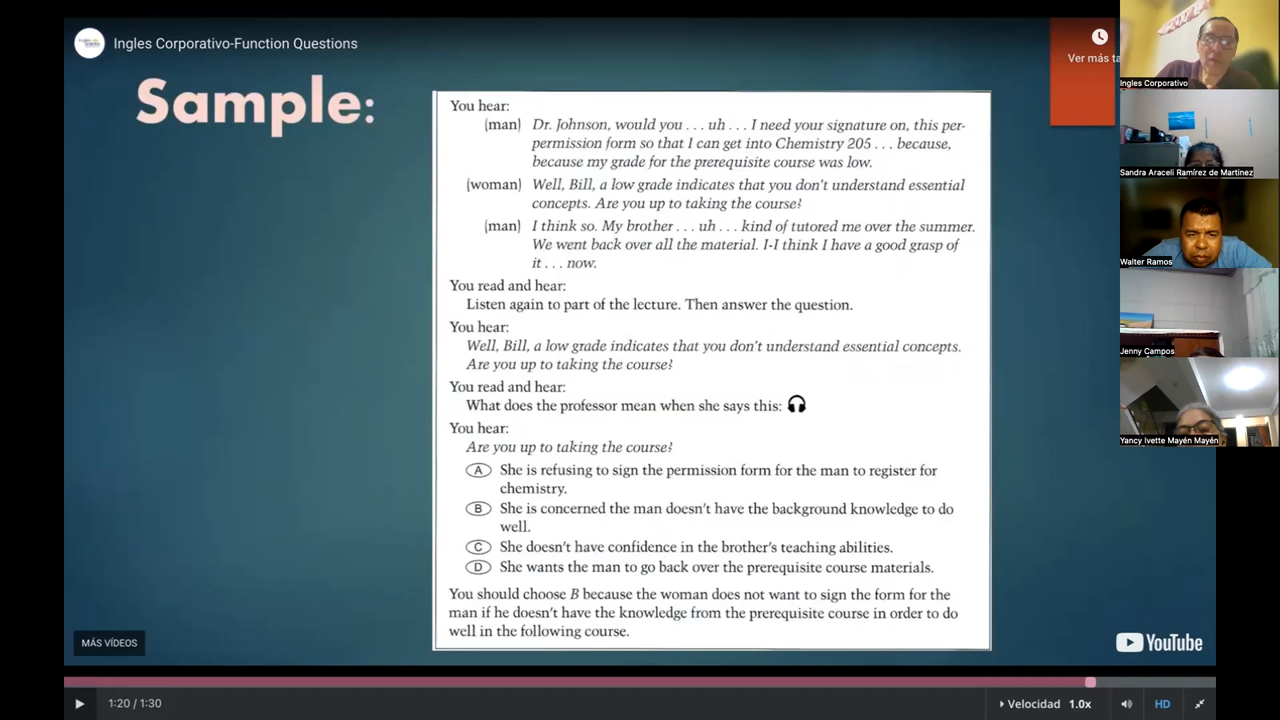 Ingles Corporativo-Function Questions
Ver más ta
Sample:
You hear:
(man) Dr. Johnson, would you . . . uh . . . I need your signature on, this per-
permission form so that I can get into Chemistry 205 . . . because,
because my grade for the prerequisite course was low.
(woman) Well, Bill, a low grade indicates that you don't understand essential
concepts. Are you up to taking the course?
(man) I think so. My brother . . . uh . . . kind of tutored me over the summer.
We went back over all the material. I-I think I have a good grasp of
it . . . now.
You read and hear:
Listen again to part of the lecture. Then answer the question.
You hear:
Well, Bill, a low grade indicates that you don't understand essential concepts.
Are you up to taking the course?
You read and hear:
What does the professor mean when she says this:
You hear:
Are you up to taking the course?
A She is refusing to sign the permission form for the man to register for
chemistry.
B She is concerned the man doesn't have the background knowledge to do
well.
C She doesn't have confidence in the brother's teaching abilities.
D She wants the man to go back over the prerequisite course materials.
You should choose B because the woman does not want to sign the form for the
man if he doesn't have the knowledge from the prerequisite course in order to do
well in the following course.
MÁS VÍDEOS
YouTube
1:20 / 1:30
Velocidad 1.0x
HD
Ingles Corporativo
Sandra Araceli Ramírez de Martinez
Walter Ramos
Jenny Campos
Yancy Ivette Mayén Mayén